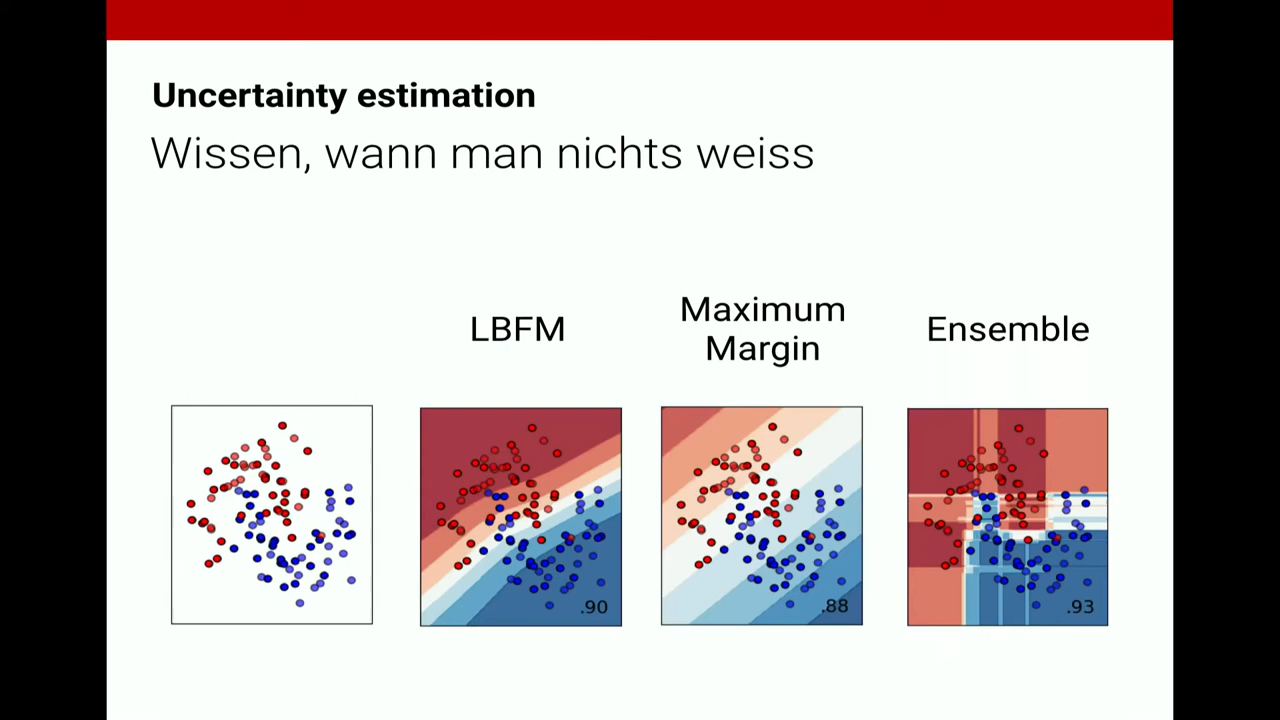 Uncertainty estimation
Wissen, wann man nichts weiss
LBFM
Maximum
Margin
Ensemble
.90
.88
.93